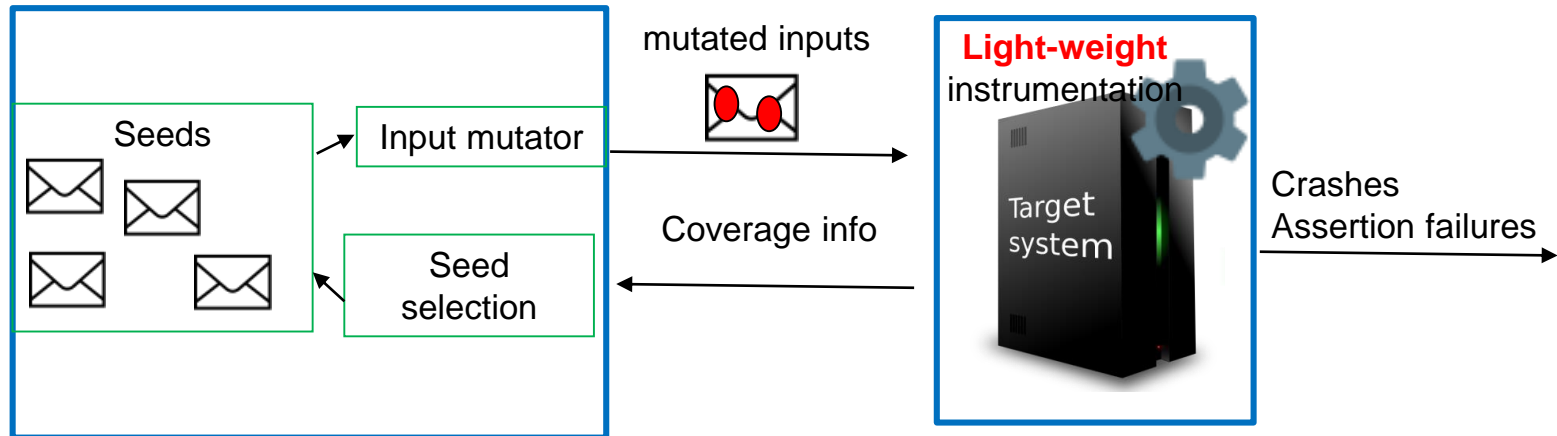 mutated inputs
Light-weight
instrumentation
Seeds
Input mutator
Crashes
Assertion failures
Target
system
Coverage info
Seed
selection